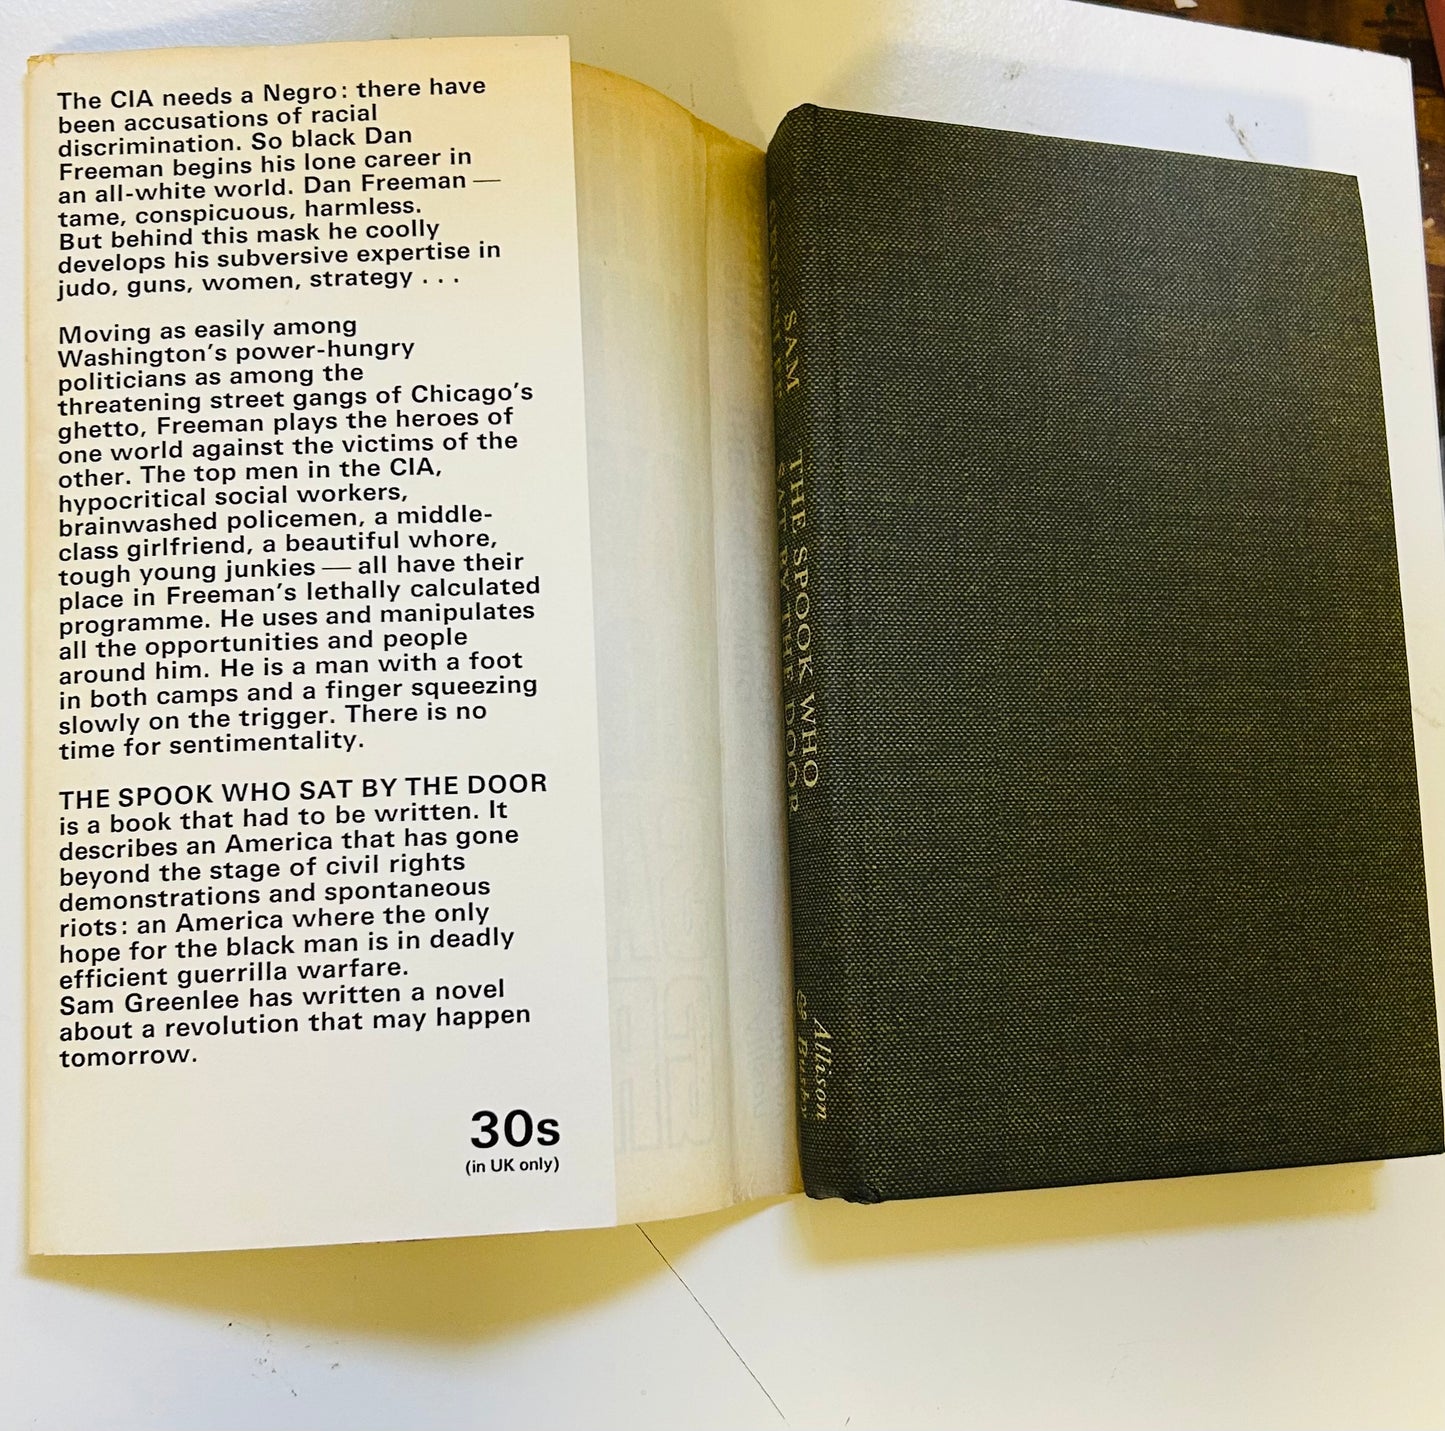 The CIA needs a Negro: there have
been accusations of racial
discrimination. So black Dan
Freeman begins his lone career in
an all-white world. Dan Freeman —
tame, conspicuous, harmless.
But behind this mask he coolly
develops his subversive expertise in
judo, guns, women, strategy . . .
Moving as easily among
Washington's power-hungry
politicians as among the
threatening street gangs of Chicago's
ghetto, Freeman plays the heroes of
one world against the victims of the
other. The top men in the CIA,
hypocritical social workers,
brainwashed policemen, a middle-
class girlfriend, a beautiful whore,
tough young junkies — all have their
place in Freeman's lethally calculated
programme. He uses and manipulates
all the opportunities and people
around him. He is a man with a foot
in both camps and a finger squeezing
slowly on the trigger. There is no
time for sentimentality.
THE SPOOK WHO SAT BY THE DOOR
is a book that had to be written. It
describes an America that has gone
beyond the stage of civil rights
demonstrations and spontaneous
riots: an America where the only
hope for the black man is in deadly
efficient guerrilla warfare.
Sam Greenlee has written a novel
about a revolution that may happen
tomorrow.
30s
(in UK only)
SAM
GREENLEE
THE SPOOK WHO
SAT BY THE DOOR
Allison
& Busby